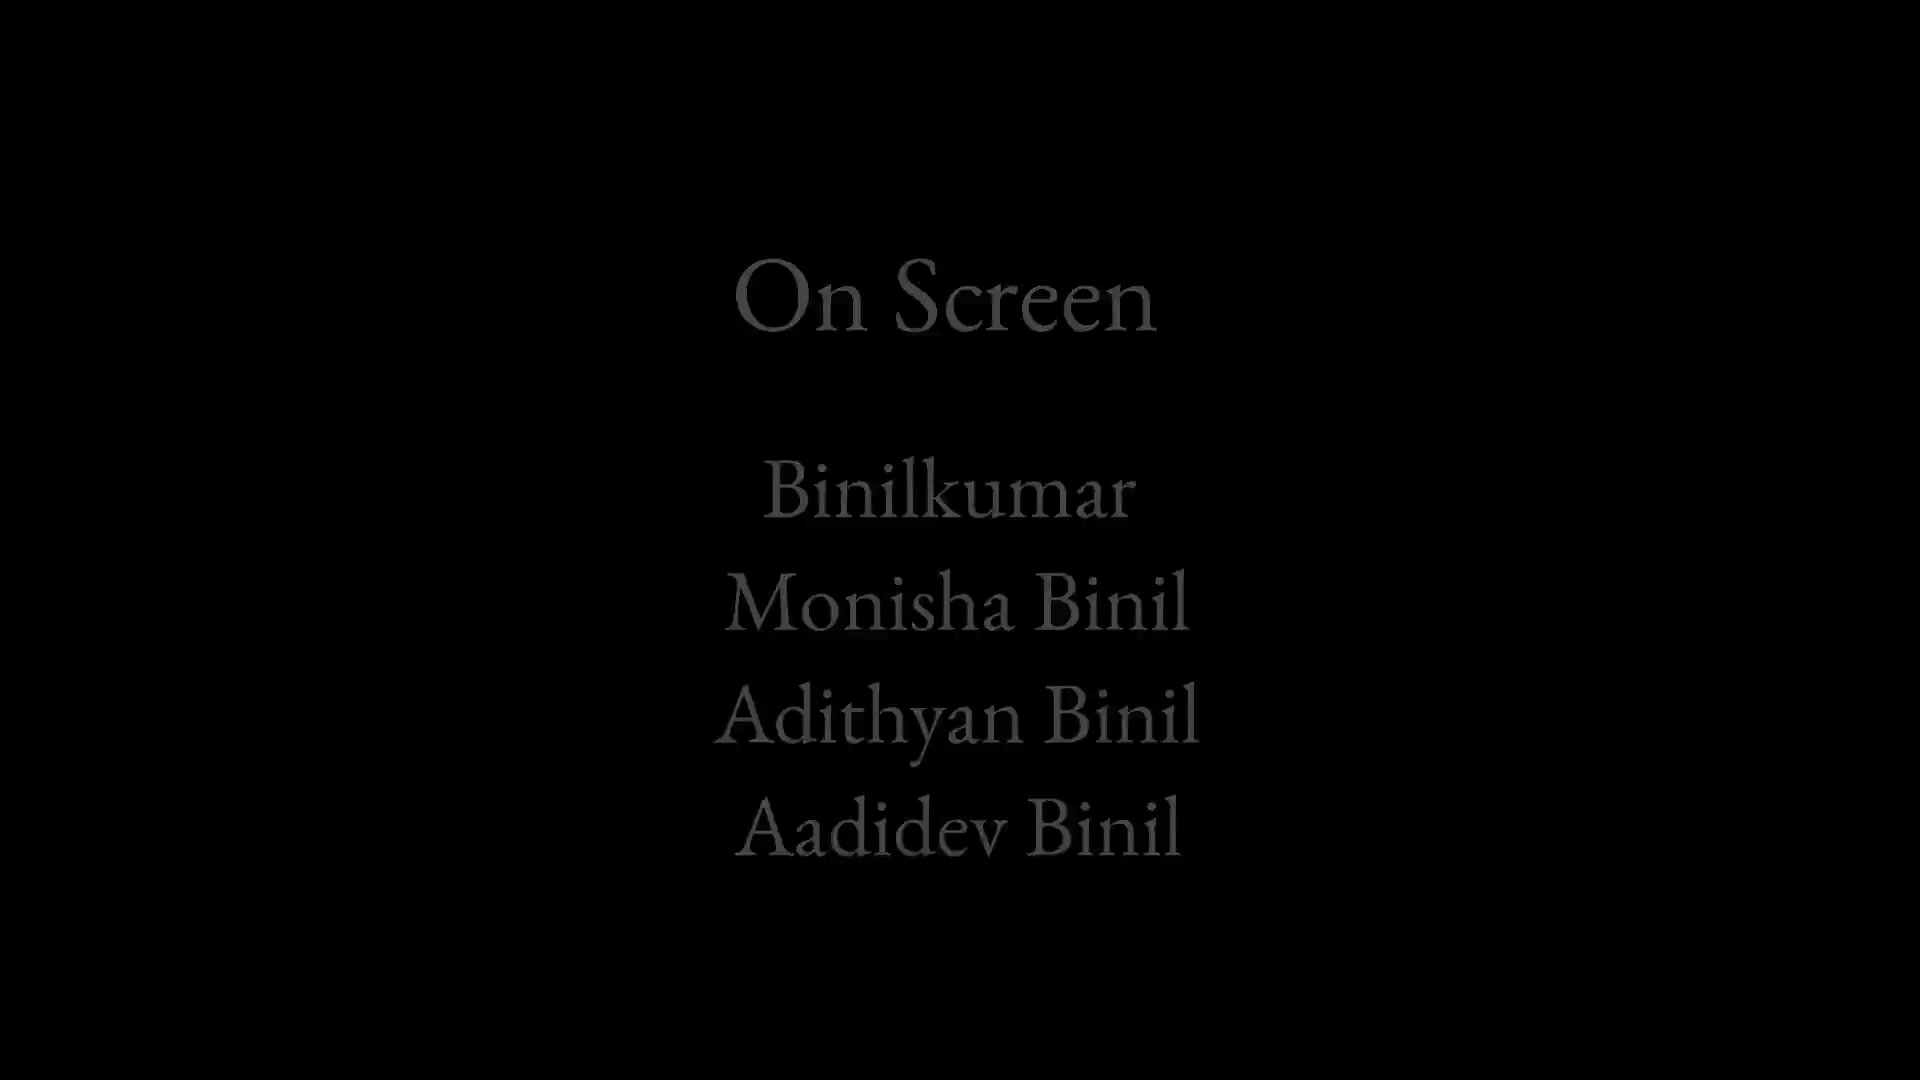 On Screen
Binilkumar
Monisha Binil
Adithyan Binil
Aadidev Binil